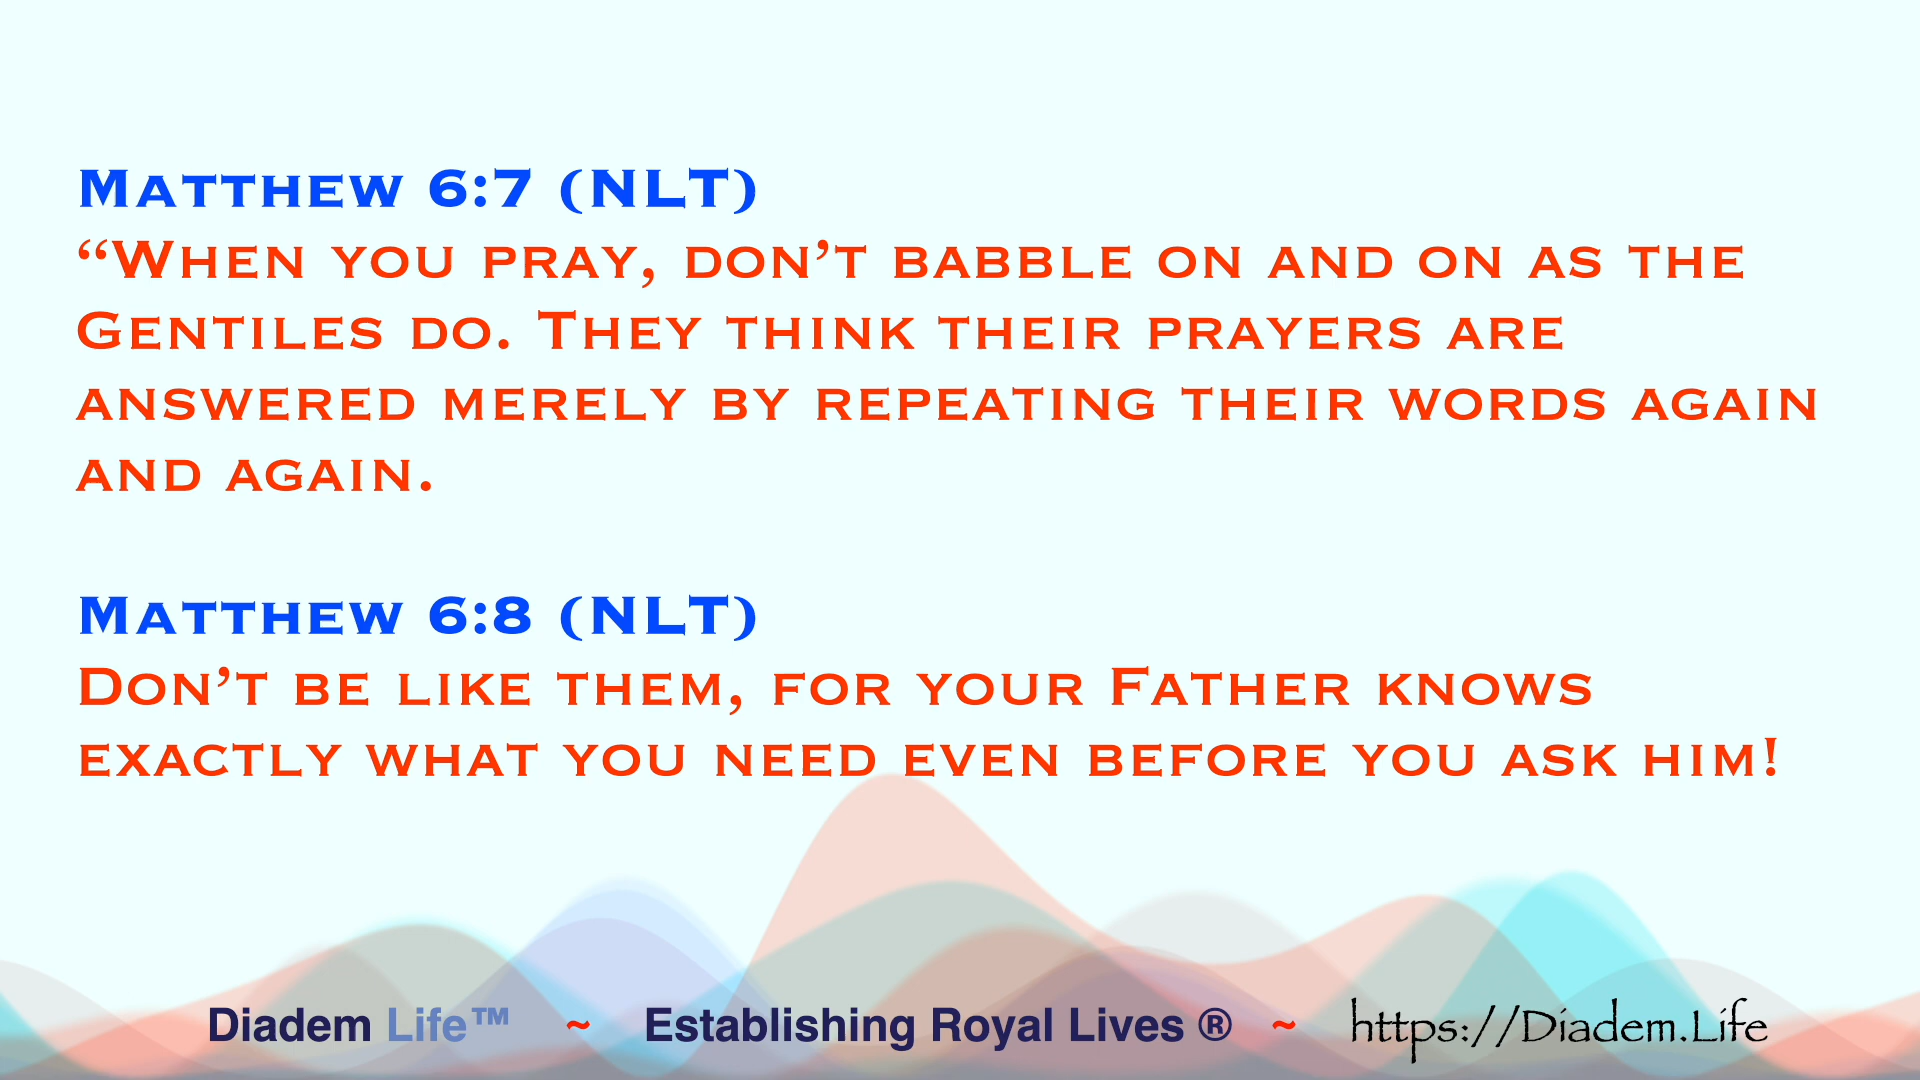 Matthew 6:7 (NLT)
“When you pray, don’t babble on and on as the
Gentiles do. They think their prayers are
answered merely by repeating their words again
and again.
Matthew 6:8 (NLT)
Don’t be like them, for your Father knows
exactly what you need even before you ask him!
Diadem Life™ ~ Establishing Royal Lives ® ~ https://Diadem.Life